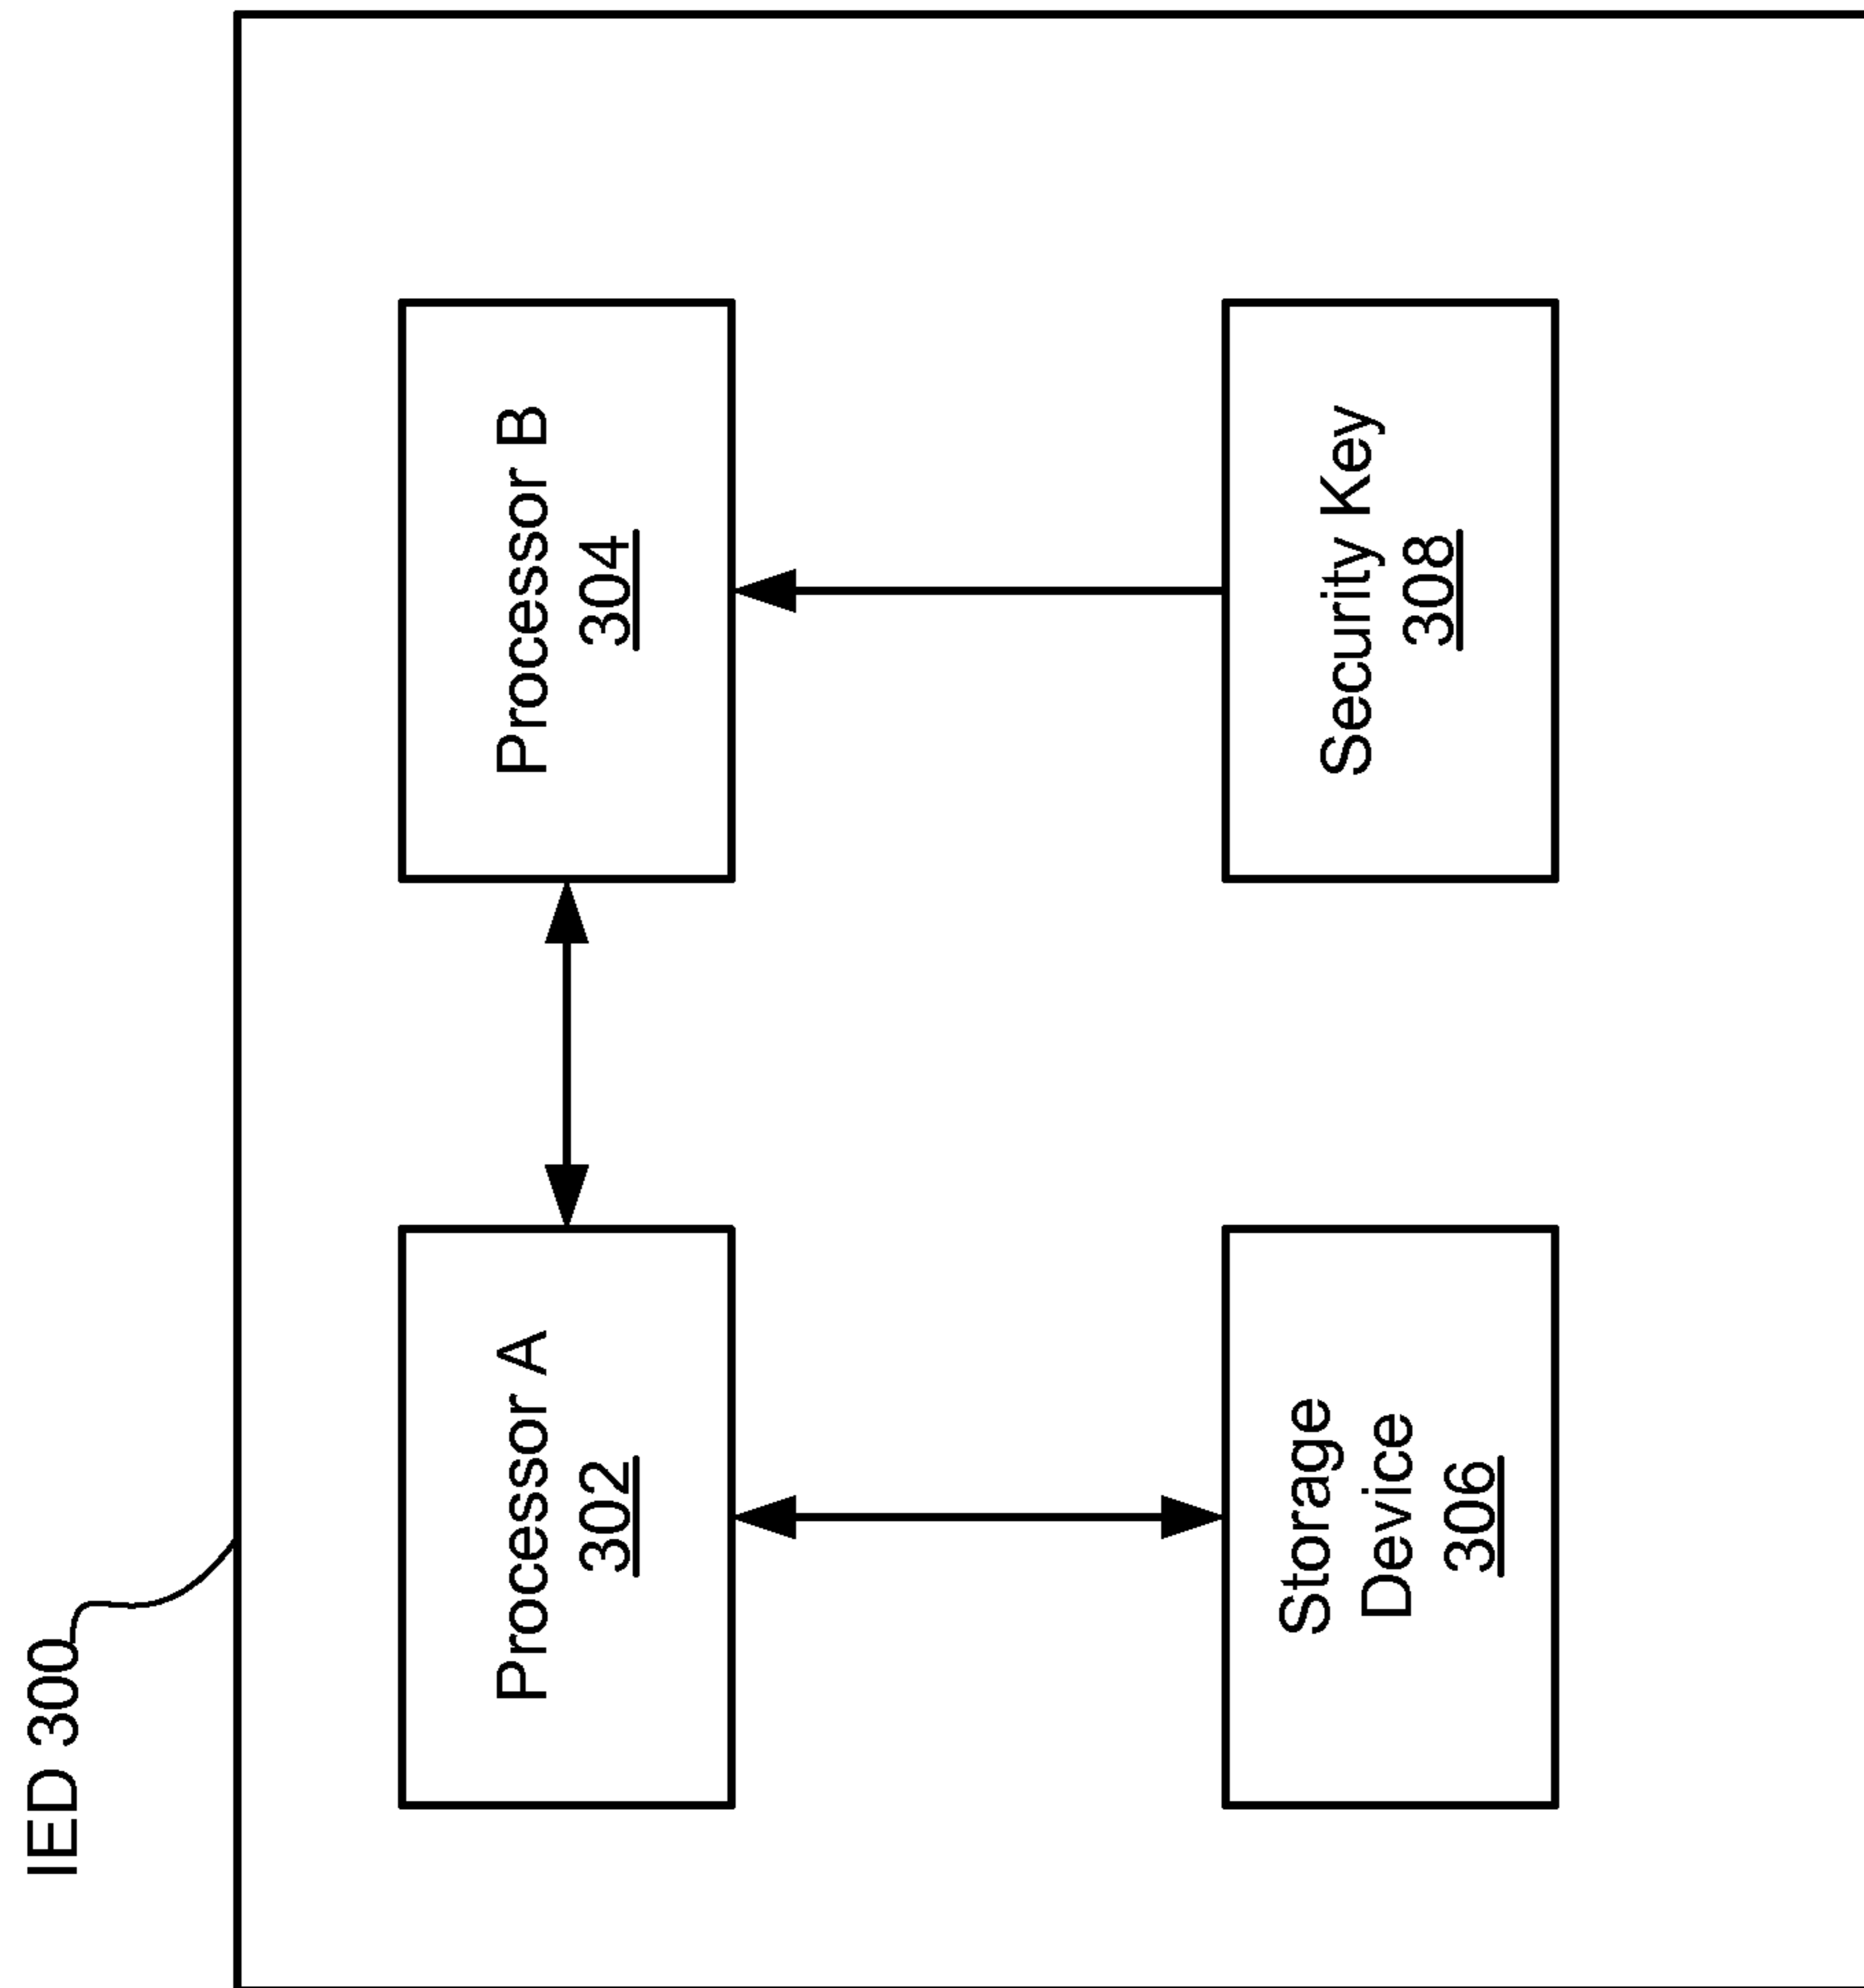 IED 300
Processor A
302
Processor B
304
Storage
Device
306
Security Key
308